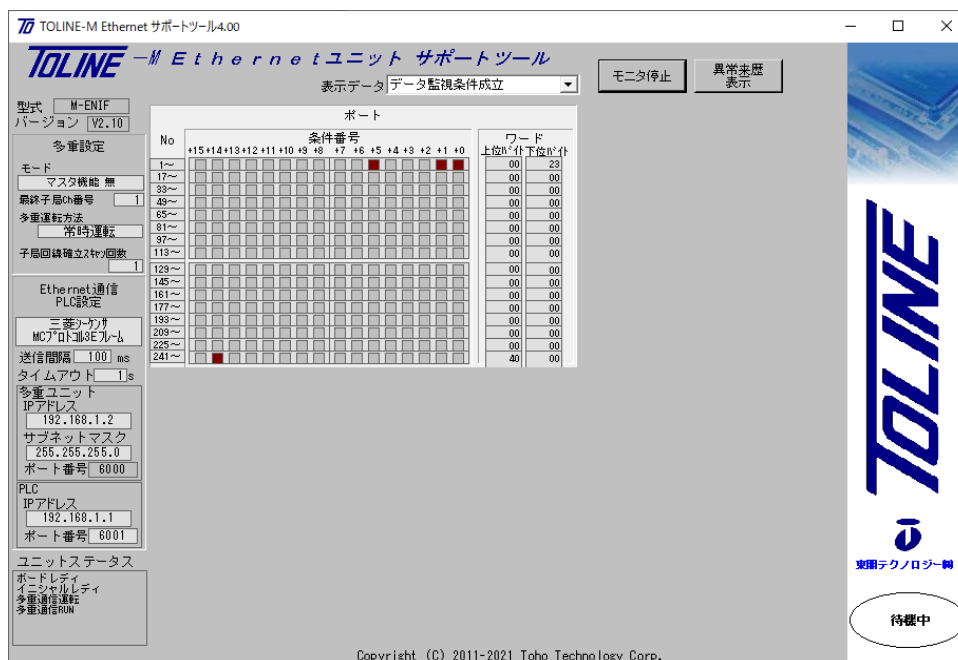 TOLINE-M Ethernet サポートツール4.00
TOLINE -M Ethernetユニット サポートツール
表示データ データ監視条件成立
モニタ停止
異常来歴
表示
型式 M-ENIF
バージョン V2.10
多重設定
モード
マスタ機能 無
最終子局Ch番号 1
多重運転方法
常時運転
子局回線確立スキャン回数
1
Ethernet通信
PLC設定
三菱シーケンサ
MCプロトコル3Eフレーム
送信間隔 100 ms
タイムアウト 1 s
多重ユニット
IPアドレス
192.168.1.2
サブネットマスク
255.255.255.0
ポート番号 6000
PLC
IPアドレス
192.168.1.1
ポート番号 6001
ユニットステータス
ボードレディ
イニシャルレディ
多重通信運転
多重通信RUN
ポート
No 条件番号 ワード
+15 +14 +13 +12 +11 +10 +9 +8 +7 +6 +5 +4 +3 +2 +1 +0 上位バイト 下位バイト
1～ 00 23
17～ 00 00
33～ 00 00
49～ 00 00
65～ 00 00
81～ 00 00
97～ 00 00
113～ 00 00
129～ 00 00
145～ 00 00
161～ 00 00
177～ 00 00
193～ 00 00
209～ 00 00
225～ 00 00
241～ 40 00
TOLINE
東朋テクノロジー㈱
待機中
Copyright (C) 2011-2021 Toho Technology Corp.